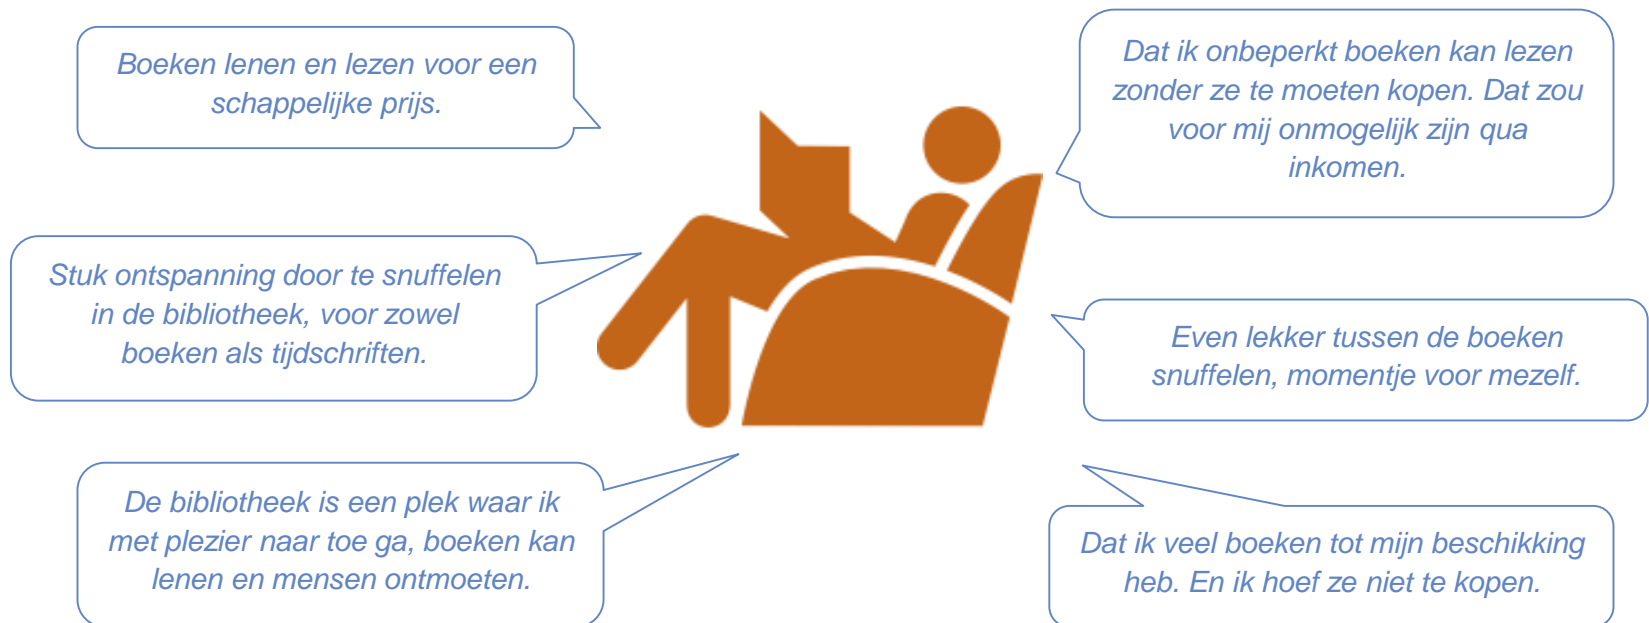 Boeken lenen en lezen voor een
schappelijke prijs.
Dat ik onbeperkt boeken kan lezen
zonder ze te moeten kopen. Dat zou
voor mij onmogelijk zijn qua
inkomen.
Stuk ontspanning door te snuffelen
in de bibliotheek, voor zowel
boeken als tijdschriften.
Even lekker tussen de boeken
snuffelen, momentje voor mezelf.
De bibliotheek is een plek waar ik
met plezier naar toe ga, boeken kan
lenen en mensen ontmoeten.
Dat ik veel boeken tot mijn beschikking
heb. En ik hoef ze niet te kopen.